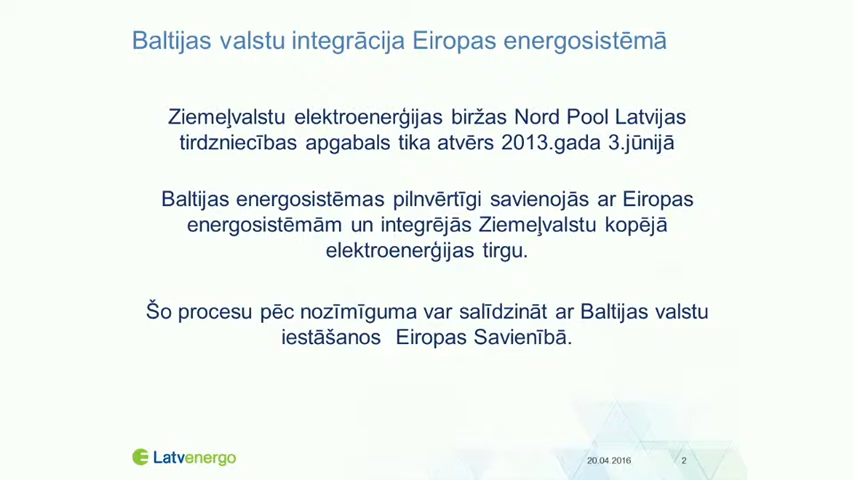 Baltijas valstu integrācija Eiropas energosistēmā
Ziemeļvalstu elektroenerģijas biržas Nord Pool Latvijas
tirdzniecības apgabals tika atvērs 2013.gada 3.jūnijā
Baltijas energosistēmas pilnvērtīgi savienojās ar Eiropas
energosistēmām un integrējās Ziemeļvalstu kopējā
elektroenerģijas tirgu.
Šo procesu pēc nozīmīguma var salīdzināt ar Baltijas valstu
iestāšanos Eiropas Savienībā.
Latvenergo
20.04.2016 2